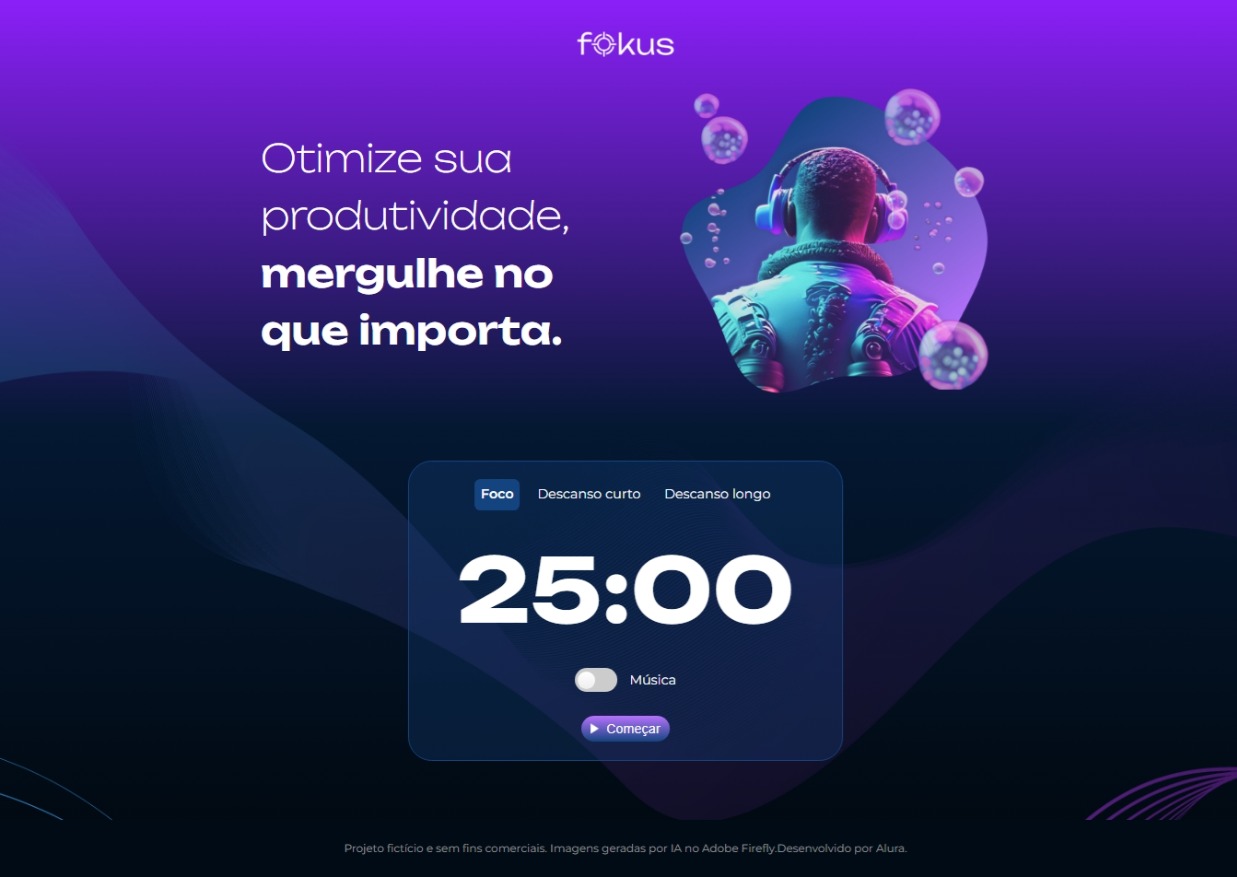 fokus
Otimize sua
produtividade,
mergulhe no
que importa.
Foco Descanso curto Descanso longo
25:00
Música
Começar
Projeto fictício e sem fins comerciais. Imagens geradas por IA no Adobe Firefly.Desenvolvido por Alura.